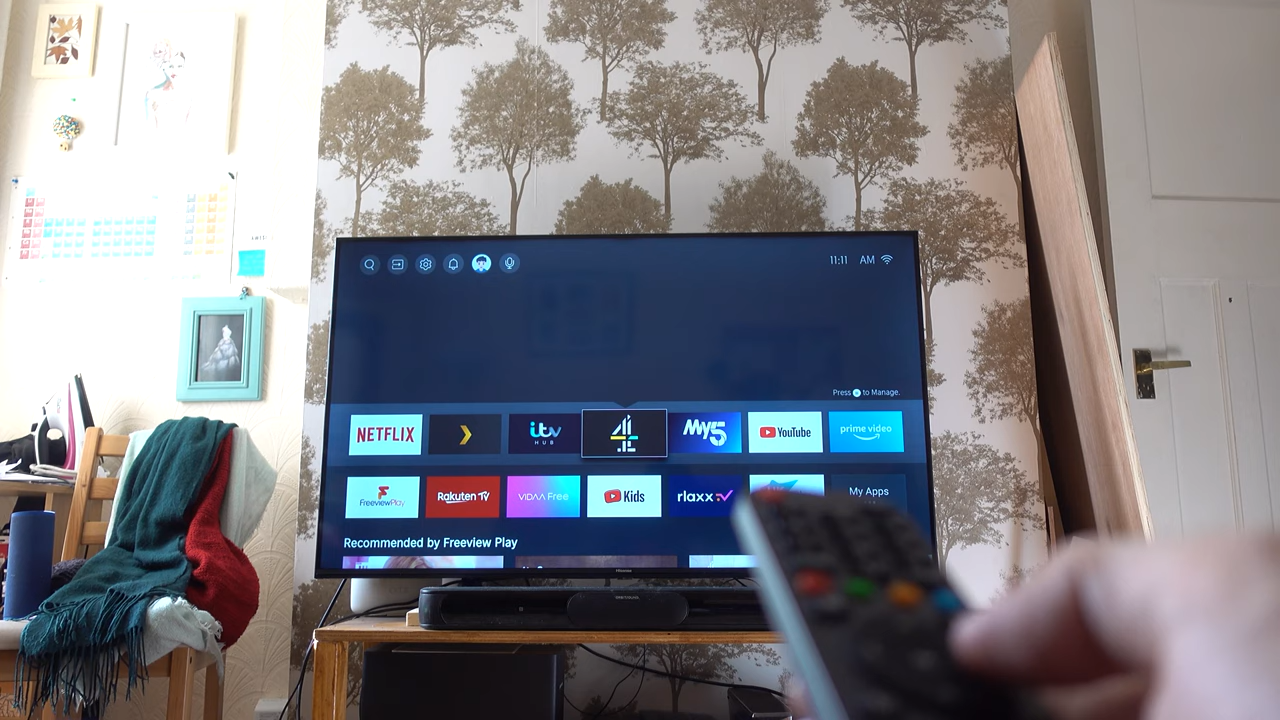 11:11 AM
Press to Manage.
NETFLIX
itv
HUB
4
My5
YouTube
prime video
FreeviewPlay
Rakuten TV
VIDAA Free
Kids
rlaxx
My Apps
Recommended by Freeview Play
Hisense